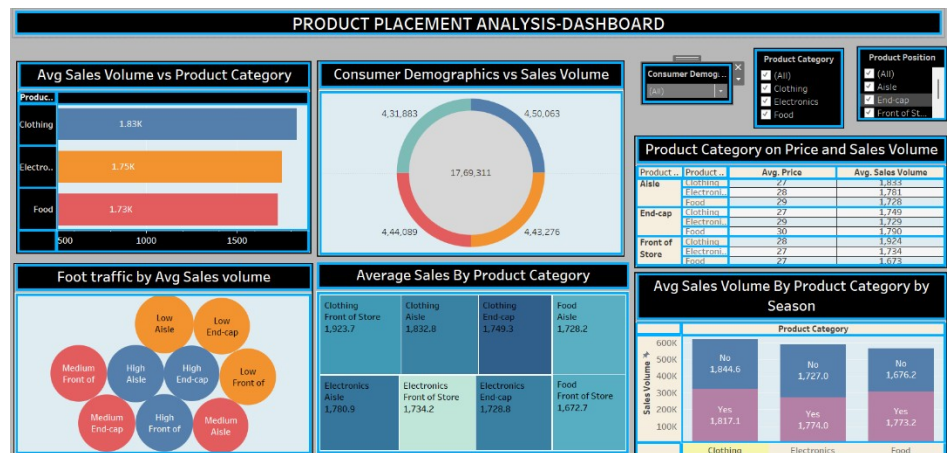 PRODUCT PLACEMENT ANALYSIS-DASHBOARD
Avg Sales Volume vs Product Category
Produc..
Clothing
1.83K
Electro..
1.75K
Food
1.73K
500 1000 1500
Consumer Demographics vs Sales Volume
4,31,883
4,50,063
17,69,311
4,44,089
4,43,276
Consumer Demog...
(All)
Product Category
(All)
Clothing
Electronics
Food
Product Position
(All)
Aisle
End-cap
Front of St...
Product Category on Price and Sales Volume
Product .. Product .. Avg. Price Avg. Sales Volume
Aisle Clothing 27 1,833
Electroni.. 28 1,781
Food 29 1,728
End-cap Clothing 27 1,749
Electroni.. 29 1,729
Food 30 1,790
Front of Store Clothing 28 1,924
Electroni.. 27 1,734
Food 27 1,673
Foot traffic by Avg Sales volume
Low
Aisle
Low
End-cap
Medium
Front of
High
Aisle
High
End-cap
Low
Front of
Medium
End-cap
High
Front of
Medium
Aisle
Average Sales By Product Category
Clothing
Front of Store
1,923.7
Clothing
Aisle
1,832.8
Clothing
End-cap
1,749.3
Food
Aisle
1,728.2
Electronics
Aisle
1,780.9
Electronics
Front of Store
1,734.2
Electronics
End-cap
1,728.8
Food
Front of Store
1,672.7
Avg Sales Volume By Product Category by
Season
Product Category
Sales Volume
600K
500K
400K
300K
200K
100K
No
1,844.6
No
1,727.0
No
1,676.2
Yes
1,817.1
Yes
1,774.0
Yes
1,773.2
Clothing Electronics Food